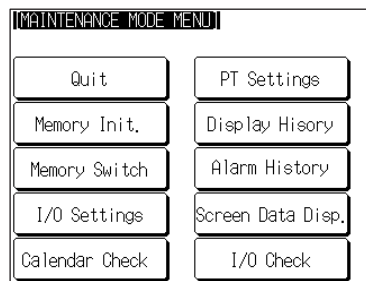 [MAINTENANCE MODE MENU]
Quit
PT Settings
Memory Init.
Display Hisory
Memory Switch
Alarm History
I/O Settings
Screen Data Disp.
Calendar Check
I/O Check